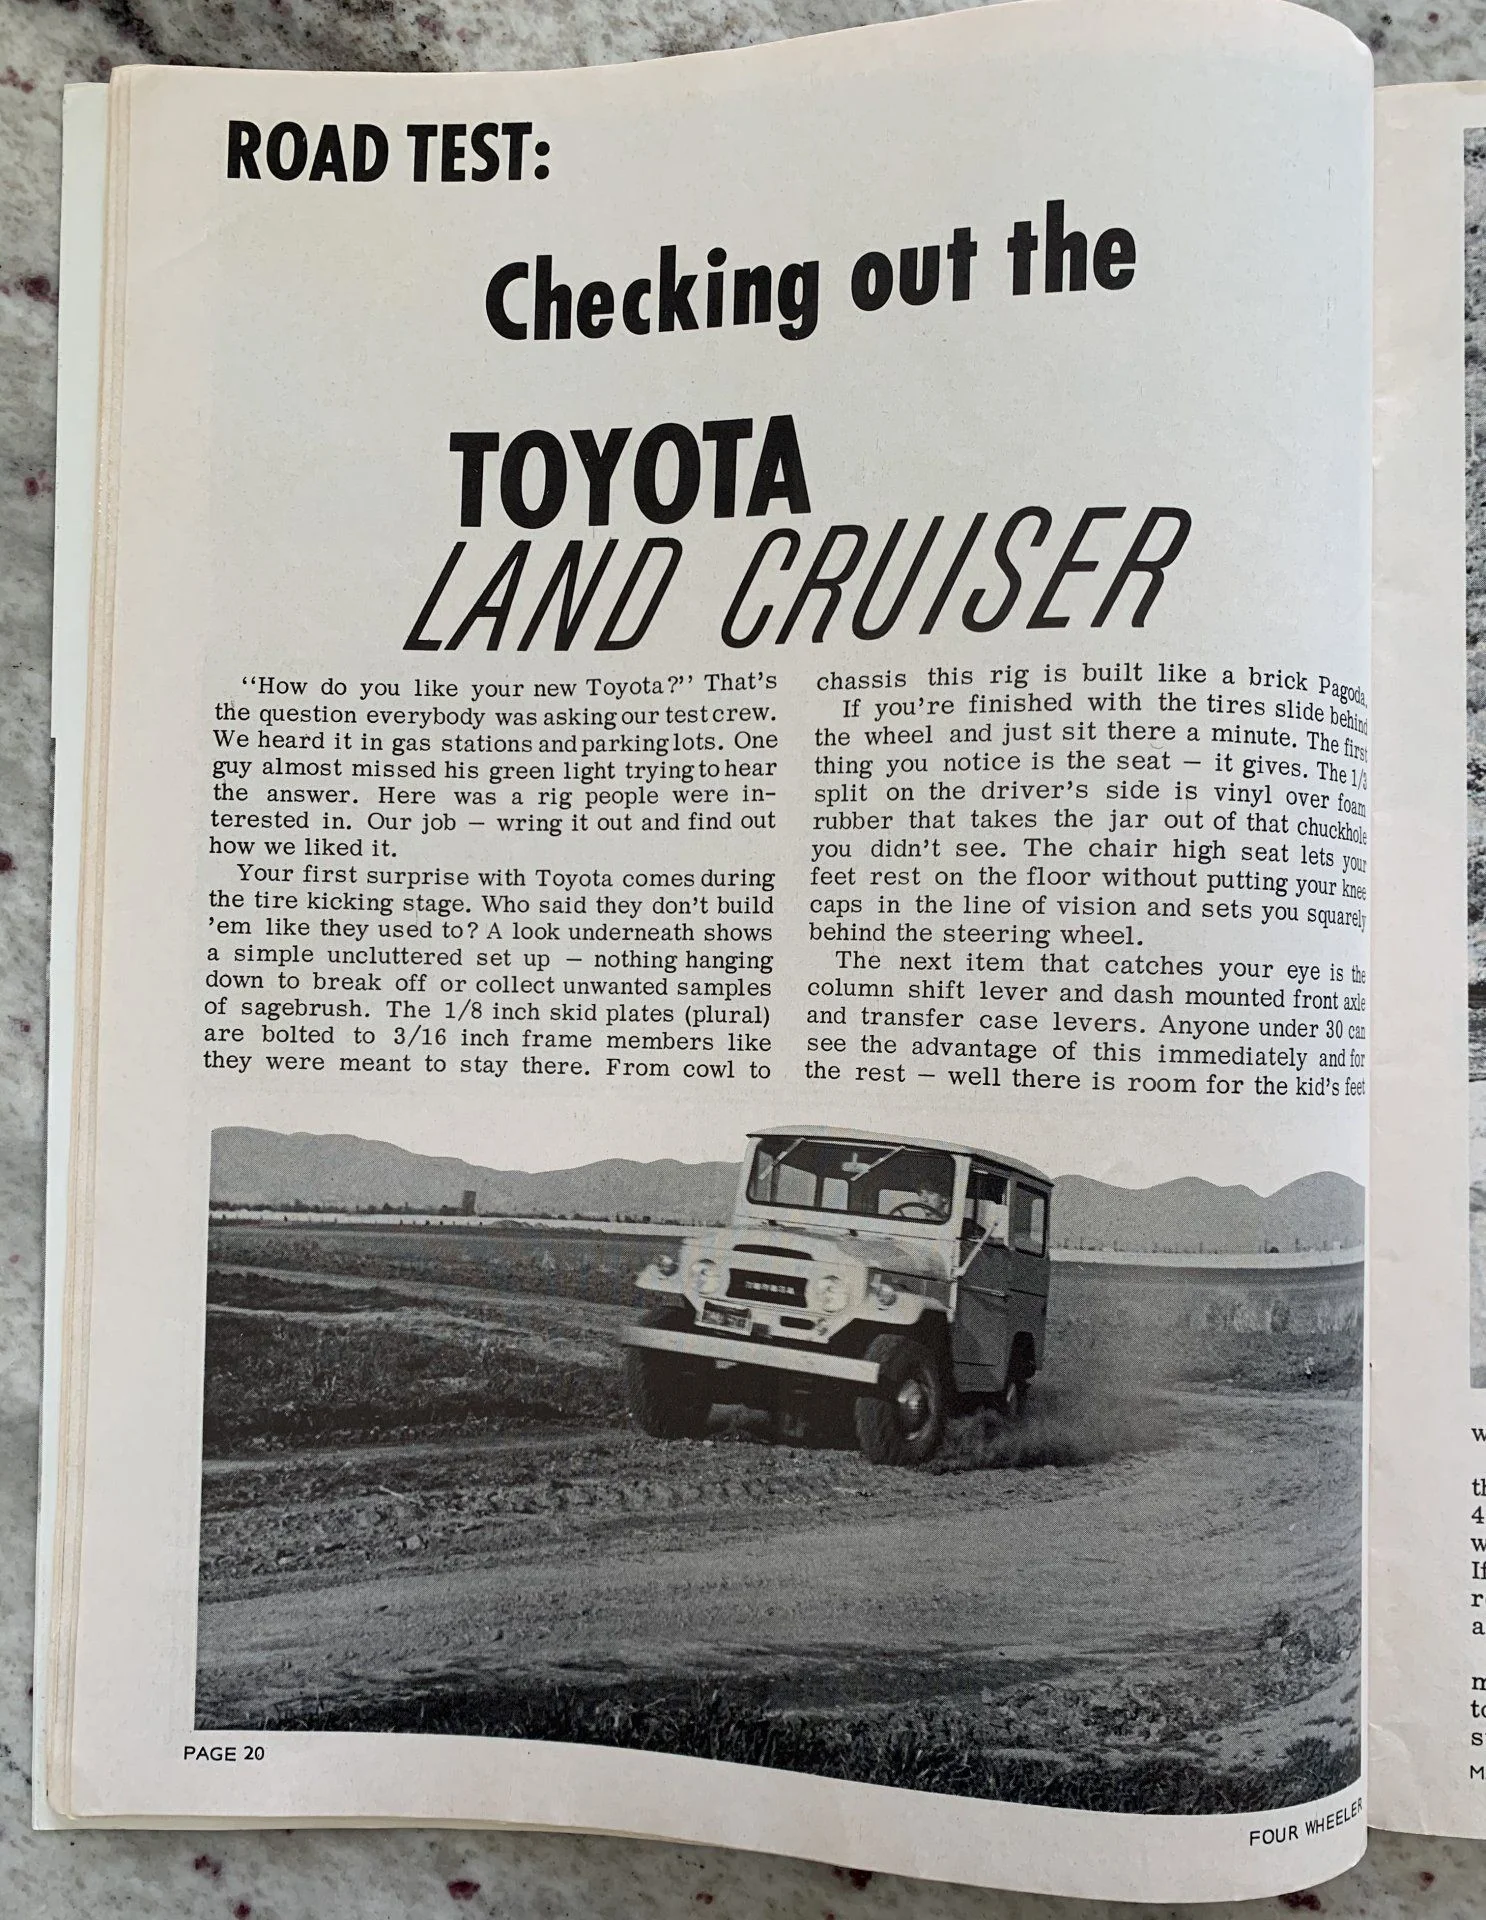 ROAD TEST:
Checking out the
TOYOTA
LAND CRUISER
“How do you like your new Toyota?” That’s
the question everybody was asking our test crew.
We heard it in gas stations and parking lots. One
guy almost missed his green light trying to hear
the answer. Here was a rig people were in-
terested in. Our job — wring it out and find out
how we liked it.
Your first surprise with Toyota comes during
the tire kicking stage. Who said they don’t build
’em like they used to? A look underneath shows
a simple uncluttered set up — nothing hanging
down to break off or collect unwanted samples
of sagebrush. The 1/8 inch skid plates (plural)
are bolted to 3/16 inch frame members like
they were meant to stay there. From cowl to
chassis this rig is built like a brick Pagoda.
If you’re finished with the tires slide behind
the wheel and just sit there a minute. The first
thing you notice is the seat — it gives. The 1/3
split on the driver’s side is vinyl over foam
rubber that takes the jar out of that chuckhole
you didn’t see. The chair high seat lets your
feet rest on the floor without putting your knee
caps in the line of vision and sets you squarely
behind the steering wheel.
The next item that catches your eye is the
column shift lever and dash mounted front axle
and transfer case levers. Anyone under 30 can
see the advantage of this immediately and for
the rest — well there is room for the kid’s feet
TOYOTA
PAGE 20
FOUR WHEELER